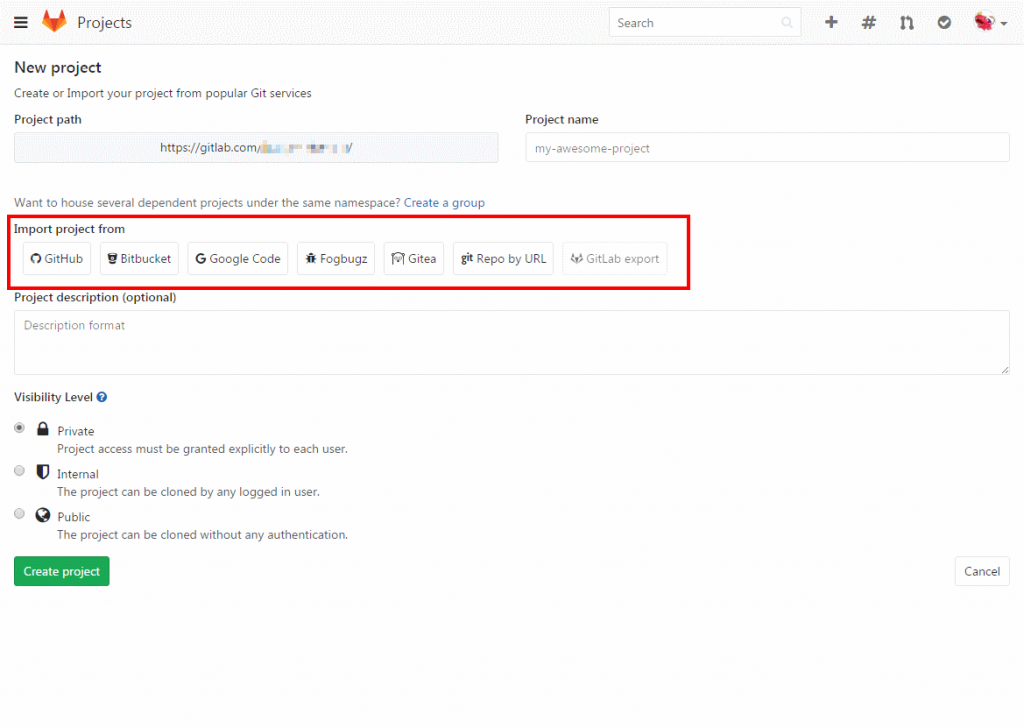 Projects
Search
New project
Create or Import your project from popular Git services
Project path
Project name
https://gitlab.com/ /
my-awesome-project
Want to house several dependent projects under the same namespace? Create a group
Import project from
GitHub Bitbucket Google Code Fogbugz Gitea git Repo by URL GitLab export
Project description (optional)
Description format
Visibility Level ?
Private
Project access must be granted explicitly to each user.
Internal
The project can be cloned by any logged in user.
Public
The project can be cloned without any authentication.
Create project
Cancel